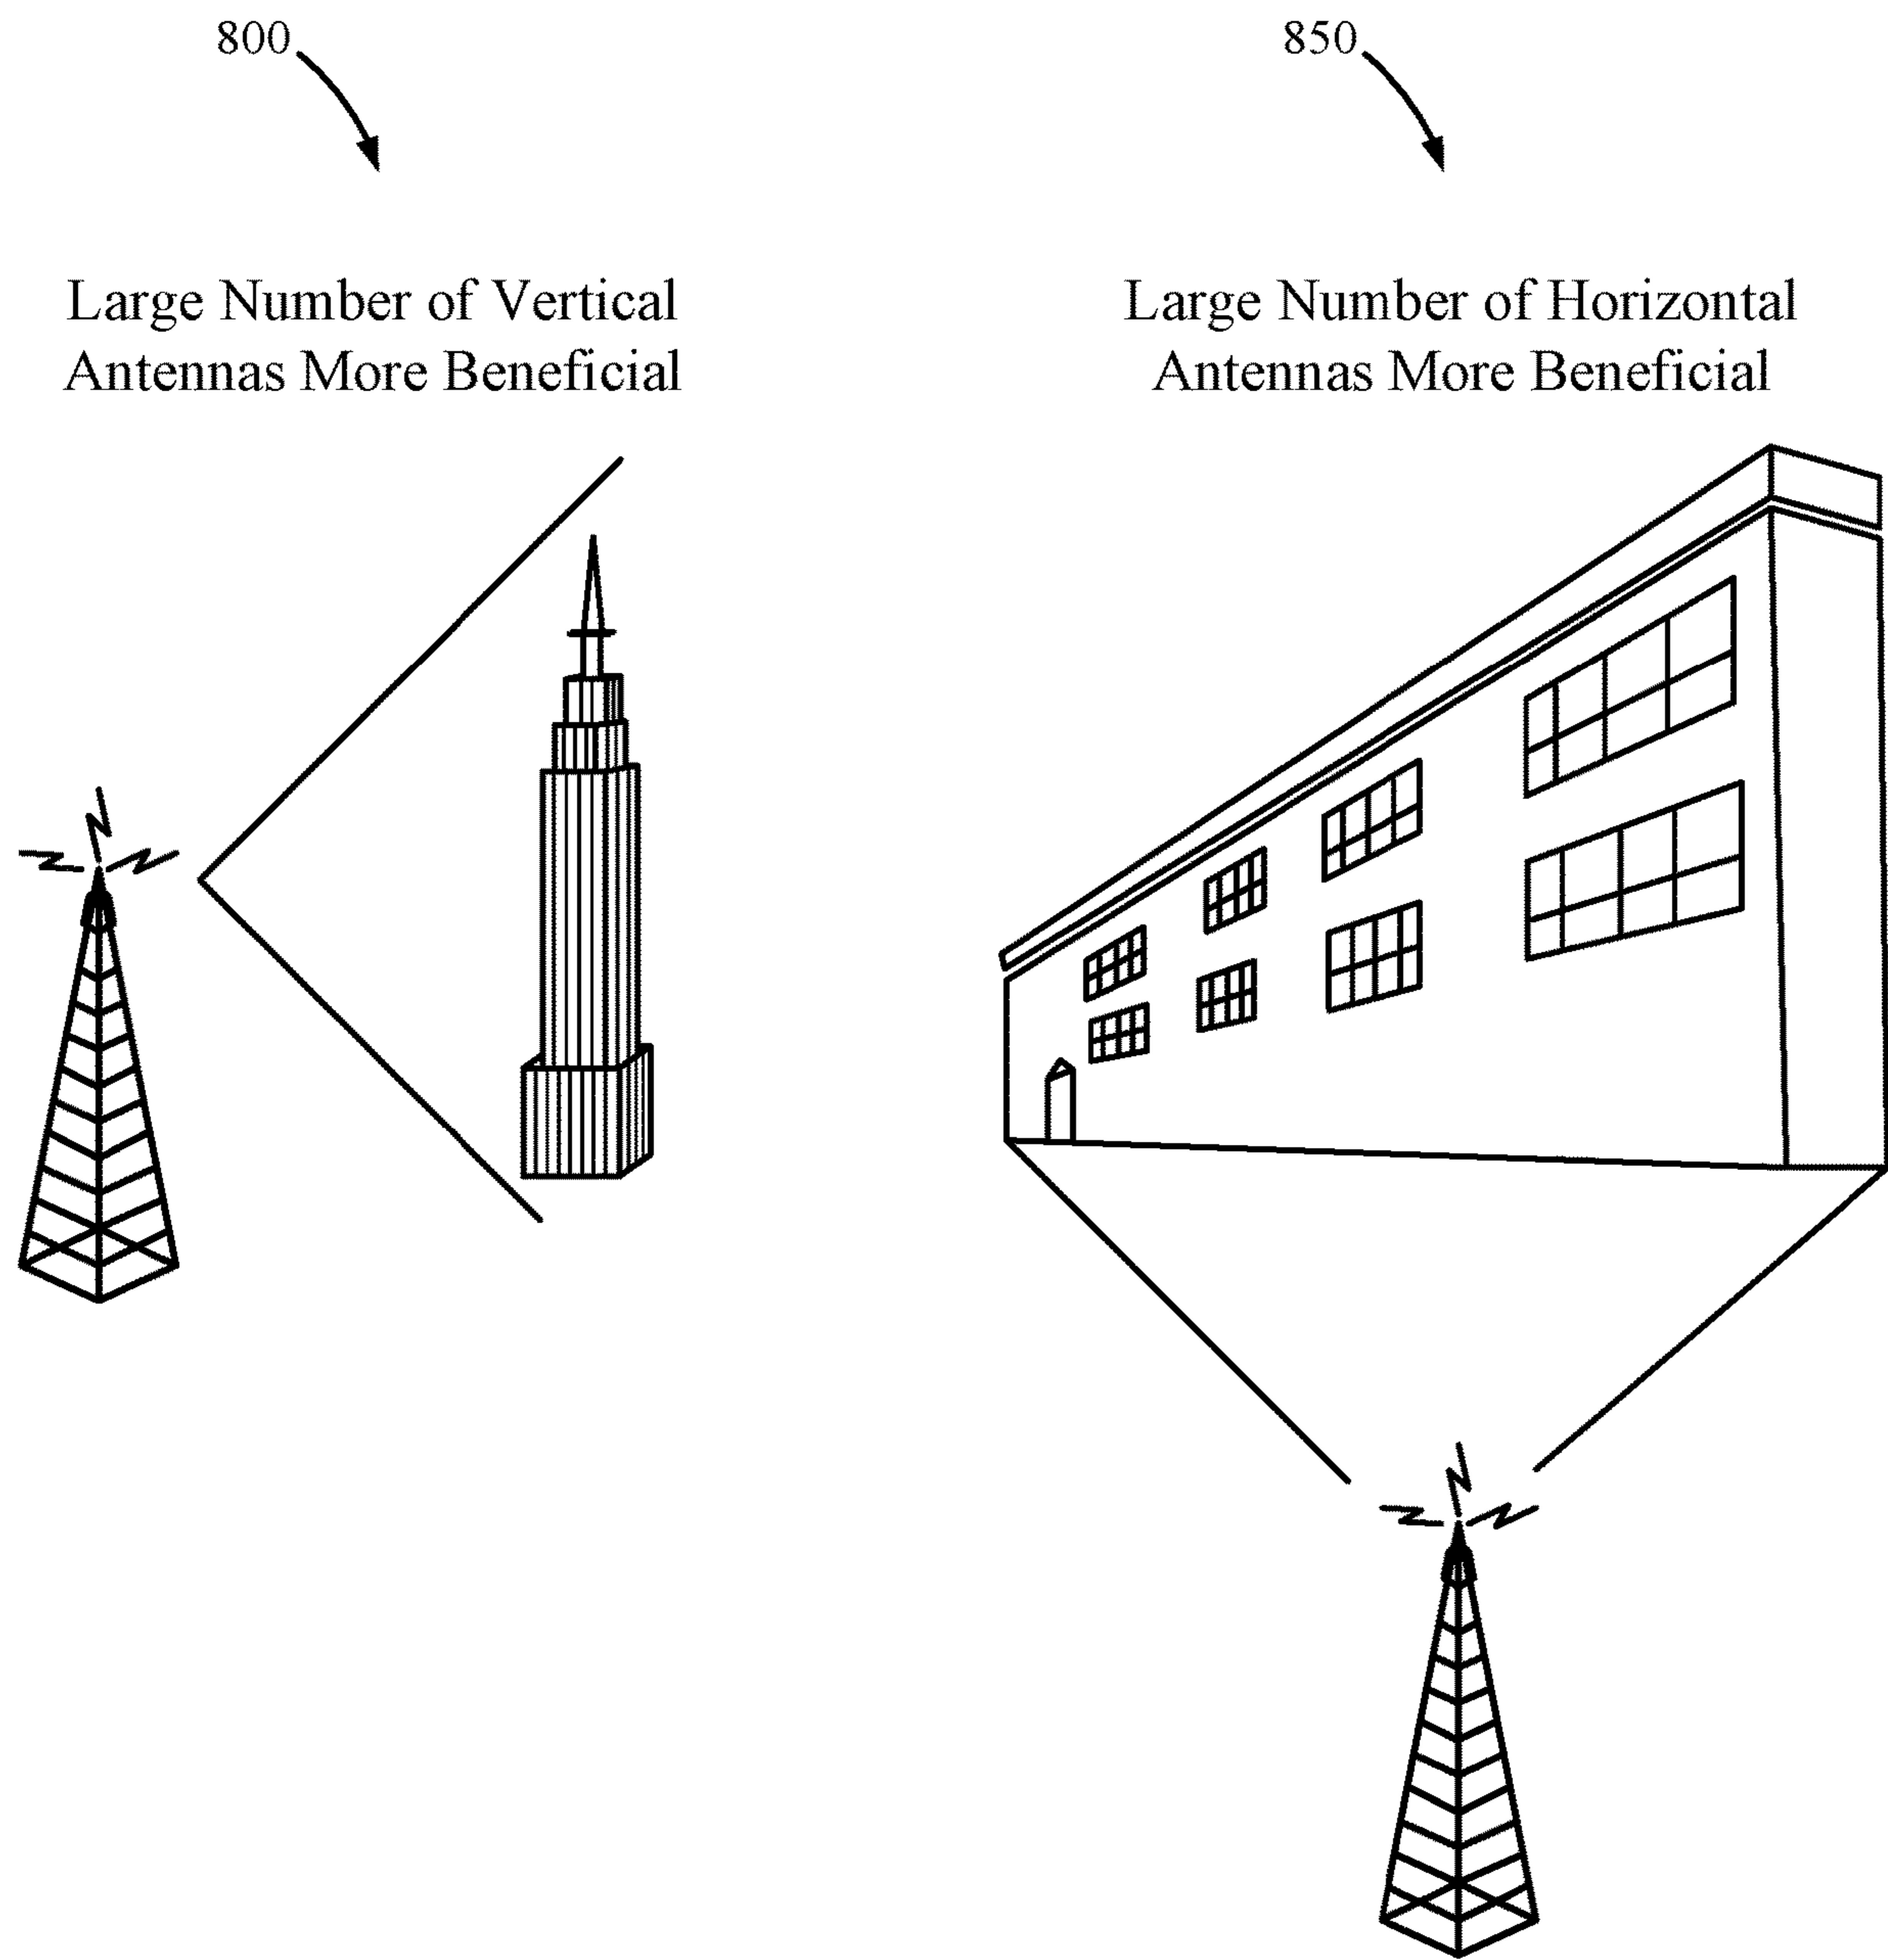 800
Large Number of Vertical
Antennas More Beneficial
850
Large Number of Horizontal
Antennas More Beneficial